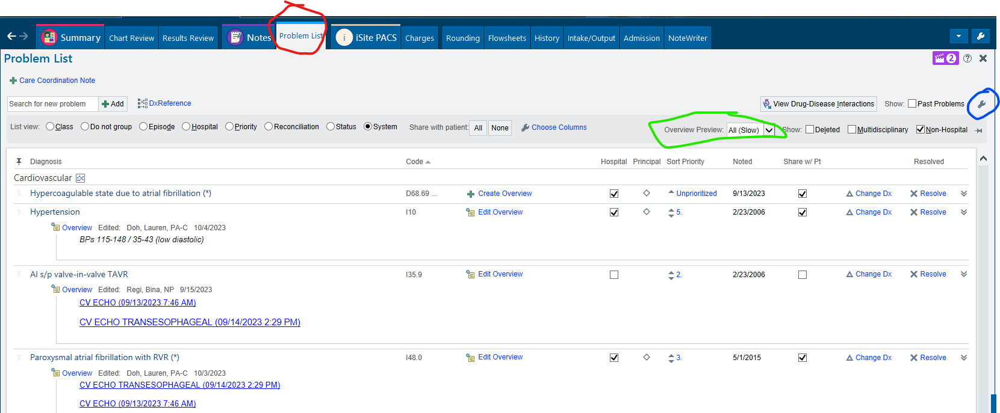 Summary Chart Review Results Review Notes Problem List i iSite PACS Charges Rounding Flowsheets History Intake/Output Admission NoteWriter
Problem List 2 ?
Care Coordination Note
Search for new problem Add DxReference View Drug-Disease Interactions Show: Past Problems
List view: Class Do not group Episode Hospital Priority Reconciliation Status System Share with patient: All None Choose Columns Overview Preview: All (Slow) Show: Deleted Multidisciplinary Non-Hospital
Diagnosis Code Hospital Principal Sort Priority Noted Share w/ Pt Resolved
Cardiovascular
Hypercoagulable state due to atrial fibrillation (*) D68.69 ... Create Overview Unprioritized 9/13/2023 Change Dx Resolve
Hypertension I10 Edit Overview 5. 2/23/2006 Change Dx Resolve
Overview Edited: Doh, Lauren, PA-C 10/4/2023
BPs 115-148 / 35-43 (low diastolic)
AI s/p valve-in-valve TAVR I35.9 Edit Overview 2. 2/23/2006 Change Dx Resolve
Overview Edited: Regi, Bina, NP 9/15/2023
CV ECHO (09/13/2023 7:46 AM)
CV ECHO TRANSESOPHAGEAL (09/14/2023 2:29 PM)
Paroxysmal atrial fibrillation with RVR (*) I48.0 Edit Overview 3. 5/1/2015 Change Dx Resolve
Overview Edited: Doh, Lauren, PA-C 10/3/2023
CV ECHO TRANSESOPHAGEAL (09/14/2023 2:29 PM)
CV ECHO (09/13/2023 7:46 AM)